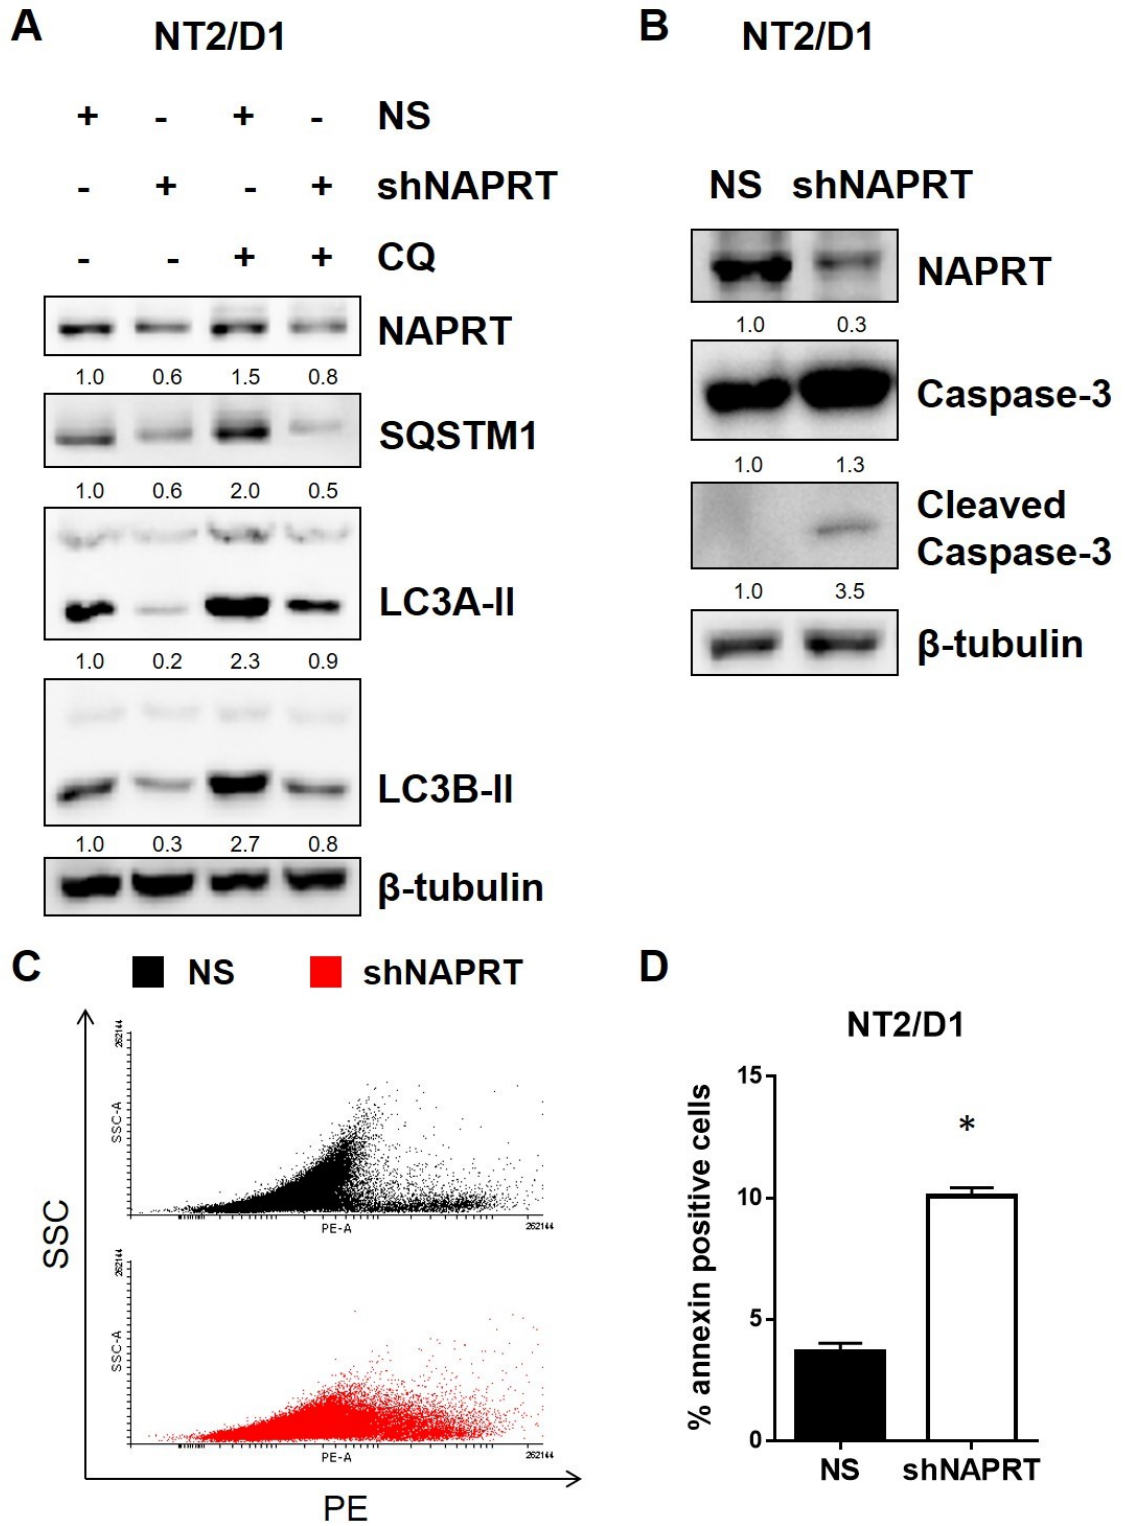 A
NT2/D1
+ - + - NS
- + - + shNAPRT
- - + + CQ
NAPRT
1.0 0.6 1.5 0.8
SQSTM1
1.0 0.6 2.0 0.5
LC3A-II
1.0 0.2 2.3 0.9
LC3B-II
1.0 0.3 2.7 0.8
β-tubulin
B
NT2/D1
NS shNAPRT
NAPRT
1.0 0.3
Caspase-3
1.0 1.3
Cleaved
Caspase-3
1.0 3.5
β-tubulin
C
NS shNAPRT
SSC
262144
SSC-A
PE-A
262144
262144
SSC-A
PE-A
262144
PE
D
NT2/D1
% annexin positive cells
15
*
10
5
0
NS shNAPRT